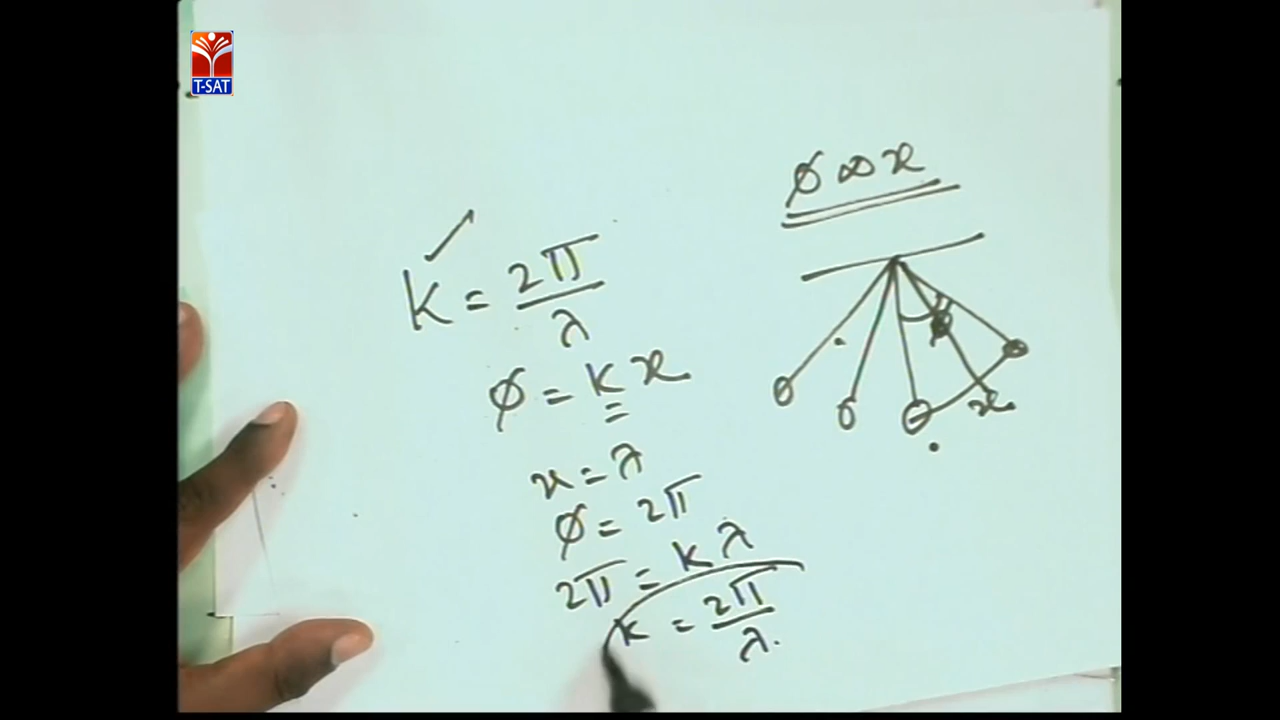 T-SAT
φ ∝ x
K = 2π/λ
φ = kx
x = λ
φ = 2π
2π = kλ
k = 2π/λ.
x